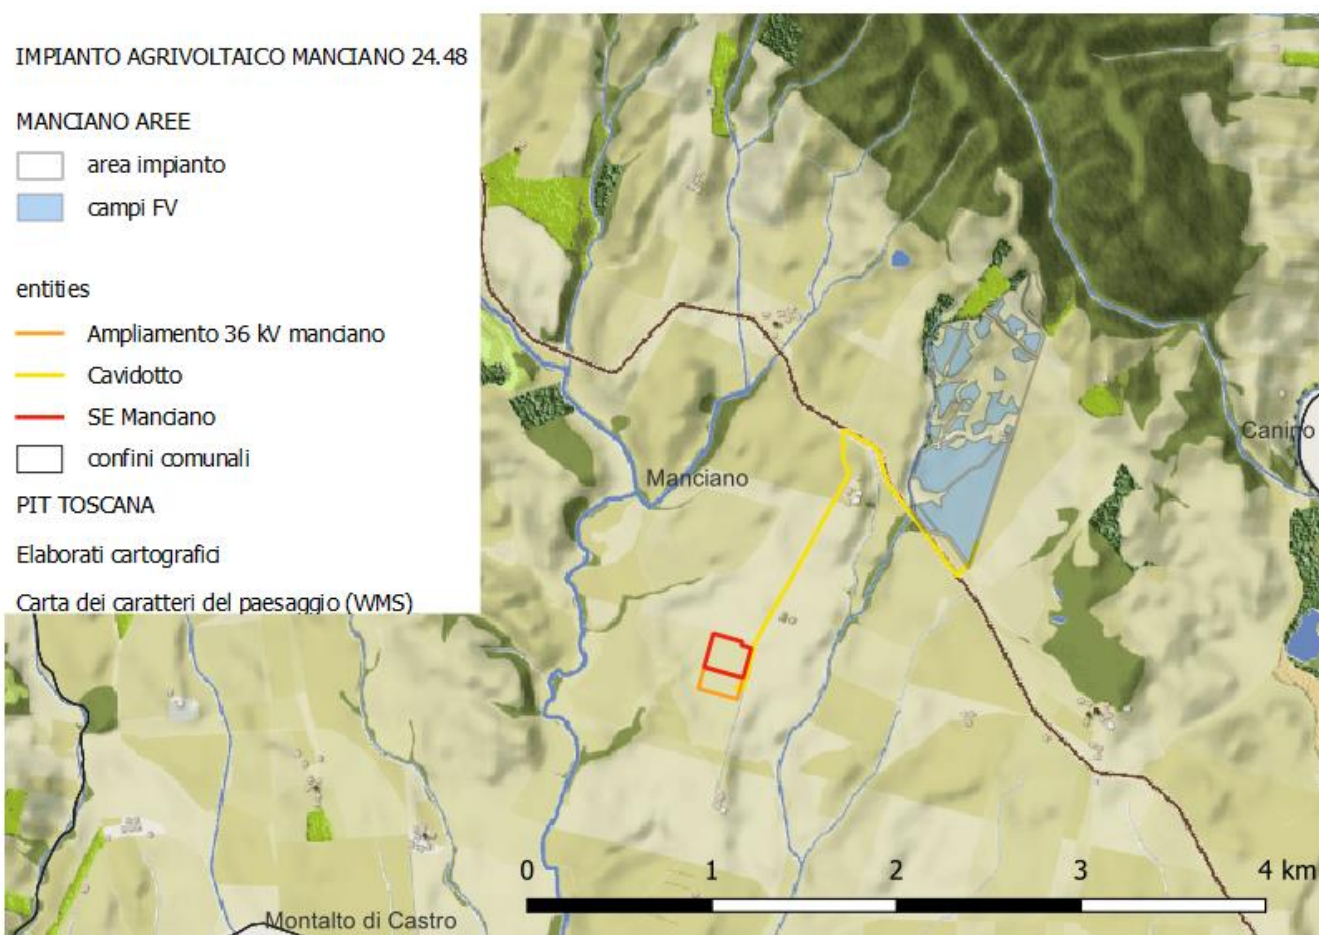 IMPIANTO AGRIVOLTAICO MANCIANO 24.48
MANCIANO AREE
area impianto
campi FV
entities
Ampliamento 36 kV manciano
Cavidotto
SE Manciano
confini comunali
PIT TOSCANA
Elaborati cartografici
Carta dei caratteri del paesaggio (WMS)
Canino
Manciano
0 1 2 3 4 km
Montalto di Castro